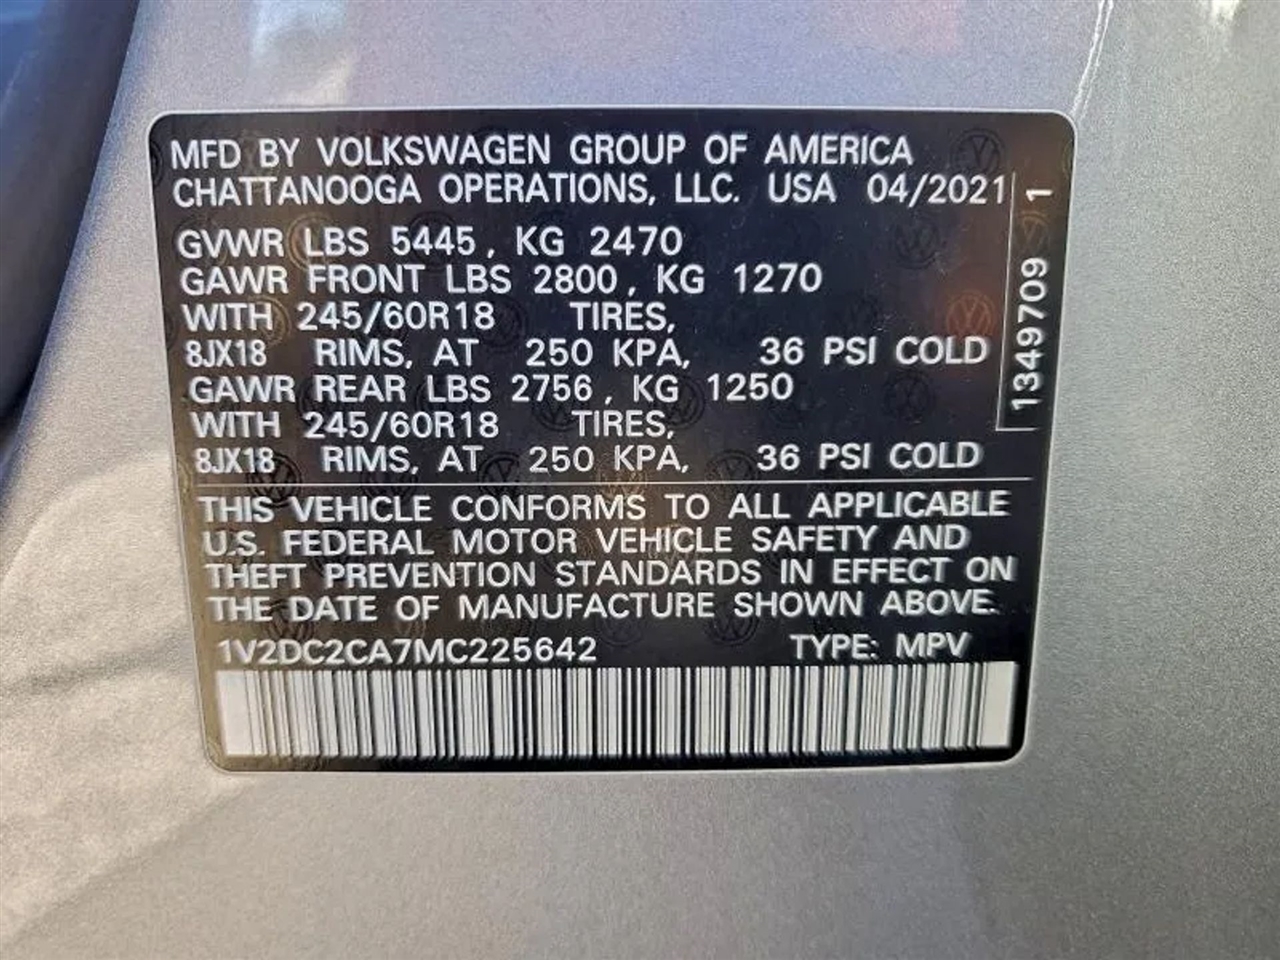 MFD BY VOLKSWAGEN GROUP OF AMERICA
CHATTANOOGA OPERATIONS, LLC. USA 04/2021
GVWR LBS 5445, KG 2470
GAWR FRONT LBS 2800, KG 1270
WITH 245/60R18 TIRES,
8JX18 RIMS, AT 250 KPA, 36 PSI COLD
GAWR REAR LBS 2756, KG 1250
WITH 245/60R18 TIRES,
8JX18 RIMS, AT 250 KPA, 36 PSI COLD
1349709 1
THIS VEHICLE CONFORMS TO ALL APPLICABLE
U.S. FEDERAL MOTOR VEHICLE SAFETY AND
THEFT PREVENTION STANDARDS IN EFFECT ON
THE DATE OF MANUFACTURE SHOWN ABOVE.
1V2DC2CA7MC225642 TYPE: MPV